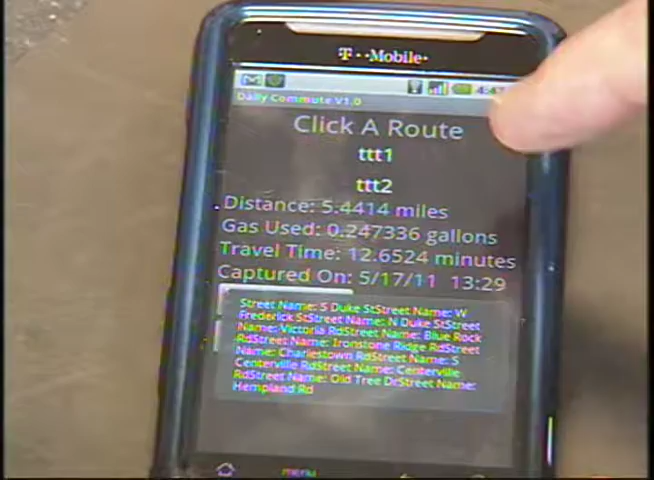 T··Mobile·
Daily Commute V1.0
Click A Route
ttt1
ttt2
Distance: 5.4414 miles
Gas Used: 0.247336 gallons
Travel Time: 12.6524 minutes
Captured On: 5/17/11 13:29
Street Name: S Duke StStreet Name: W
Frederick StStreet Name: N Duke StStreet
Name: Victoria RdStreet Name: Blue Rock
RdStreet Name: Ironstone Ridge RdStreet
Name: Charlestown RdStreet Name: S
Centerville RdStreet Name: Centerville
RdStreet Name: Old Tree DrStreet Name:
Hempland Rd
menu